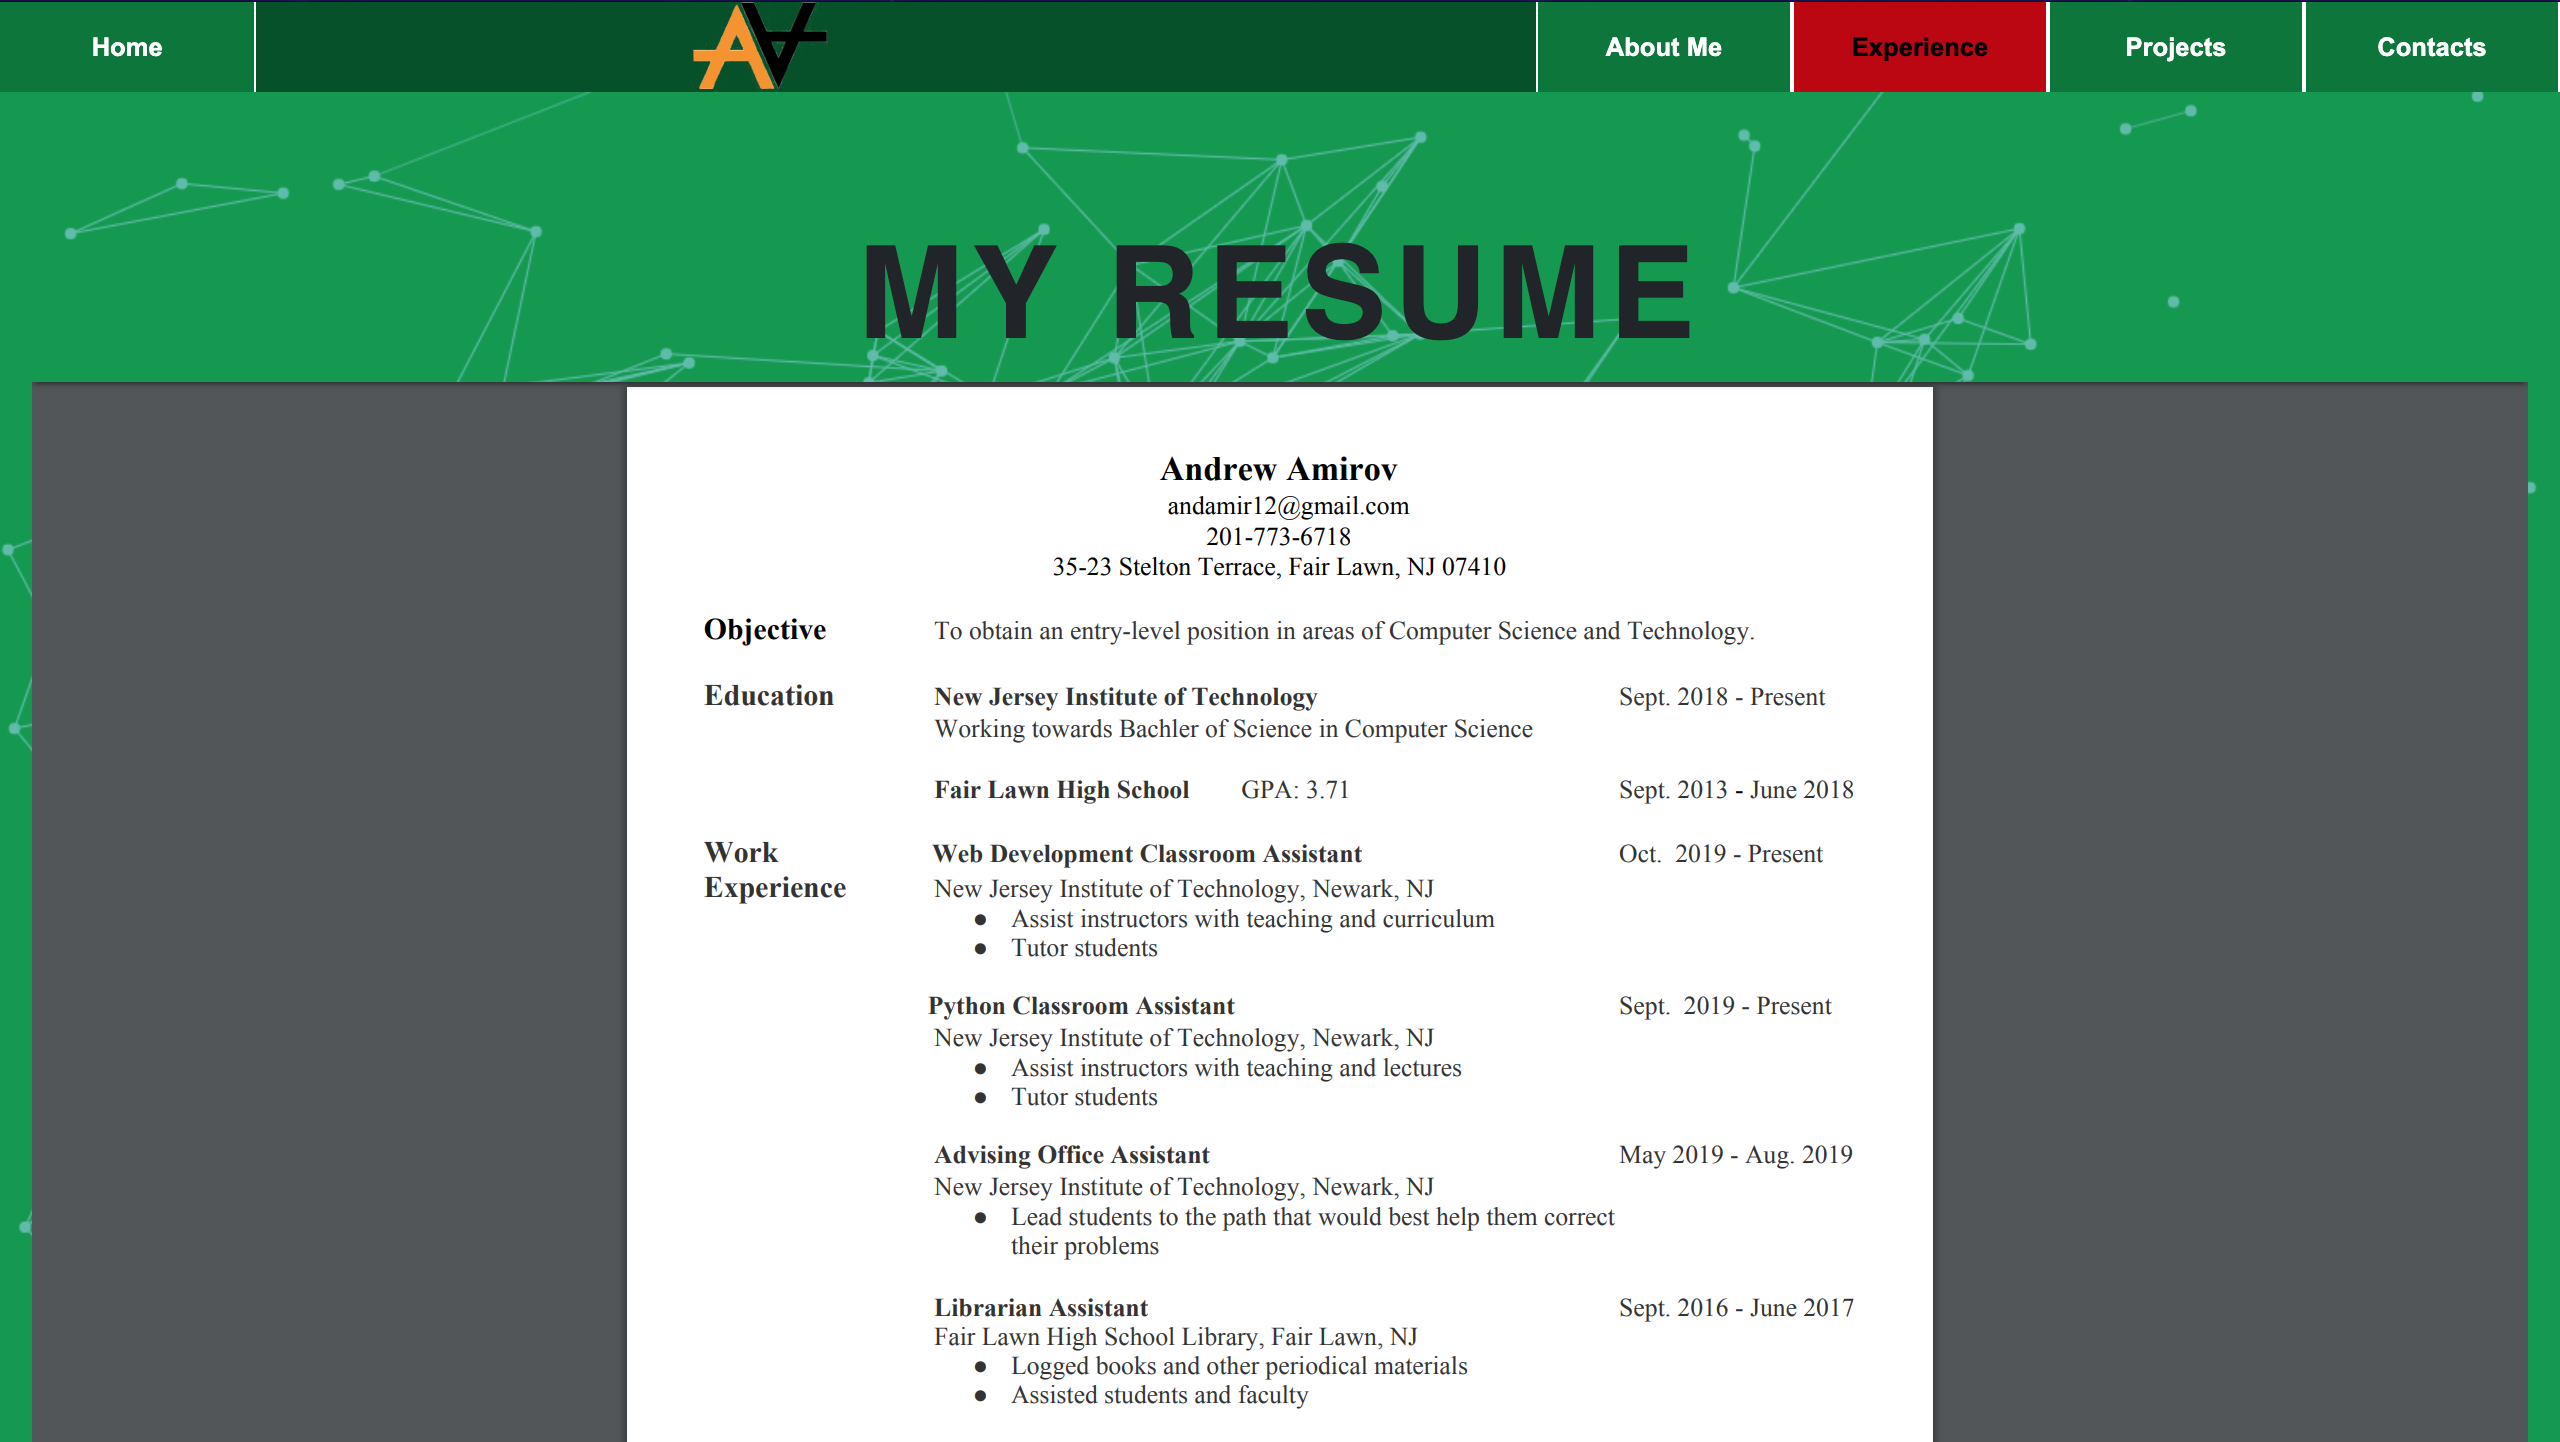 Home
About Me
Experience
Projects
Contacts
MY RESUME
Andrew Amirov
andamir12@gmail.com
201-773-6718
35-23 Stelton Terrace, Fair Lawn, NJ 07410
Objective To obtain an entry-level position in areas of Computer Science and Technology.
Education New Jersey Institute of Technology Sept. 2018 - Present
Working towards Bachler of Science in Computer Science
Fair Lawn High School GPA: 3.71 Sept. 2013 - June 2018
Work Web Development Classroom Assistant Oct. 2019 - Present
Experience New Jersey Institute of Technology, Newark, NJ
● Assist instructors with teaching and curriculum
● Tutor students
Python Classroom Assistant Sept. 2019 - Present
New Jersey Institute of Technology, Newark, NJ
● Assist instructors with teaching and lectures
● Tutor students
Advising Office Assistant May 2019 - Aug. 2019
New Jersey Institute of Technology, Newark, NJ
● Lead students to the path that would best help them correct
their problems
Librarian Assistant Sept. 2016 - June 2017
Fair Lawn High School Library, Fair Lawn, NJ
● Logged books and other periodical materials
● Assisted students and faculty